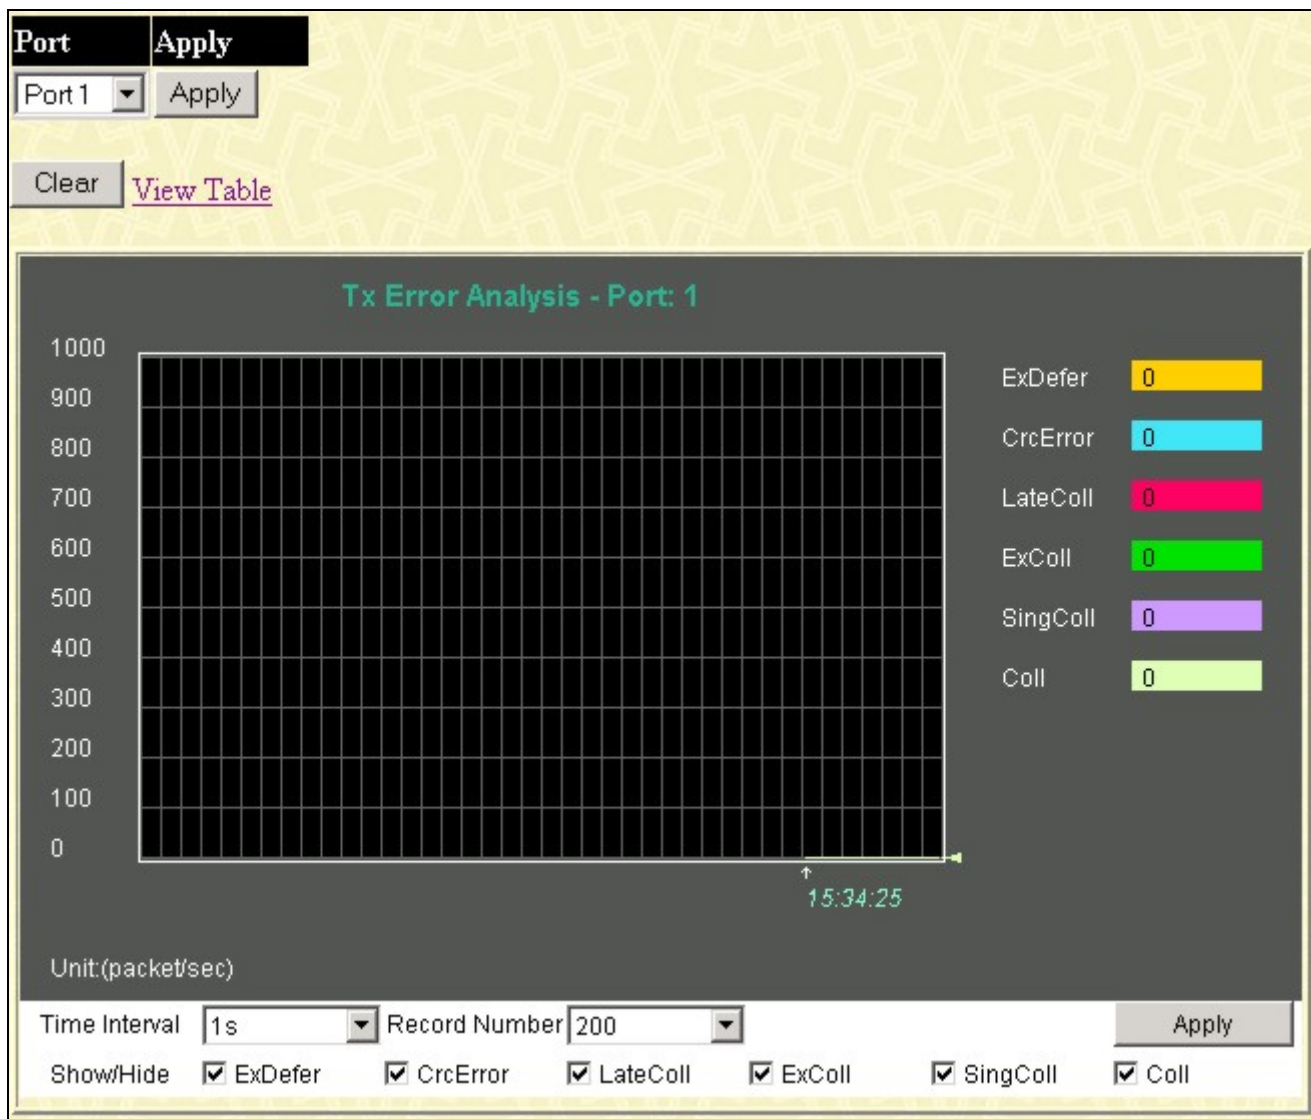 Port Apply
Port 1 Apply
Clear View Table
Tx Error Analysis - Port: 1
1000
900
800
700
600
500
400
300
200
100
0
ExDefer 0
CrcError 0
LateColl 0
ExColl 0
SingColl 0
Coll 0
15:34:25
Unit:(packet/sec)
Time Interval 1s Record Number 200 Apply
Show/Hide ExDefer CrcError LateColl ExColl SingColl Coll